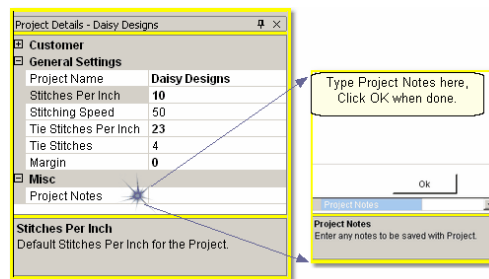 Project Details - Daisy Designs
Customer
General Settings
Project Name Daisy Designs
Stitches Per Inch 10
Stitching Speed 50
Tie Stitches Per Inch 23
Tie Stitches 4
Margin 0
Misc
Project Notes
Stitches Per Inch
Default Stitches Per Inch for the Project.
Type Project Notes here,
Click OK when done.
Ok
Project Notes
Project Notes
Enter any notes to be saved with Project.